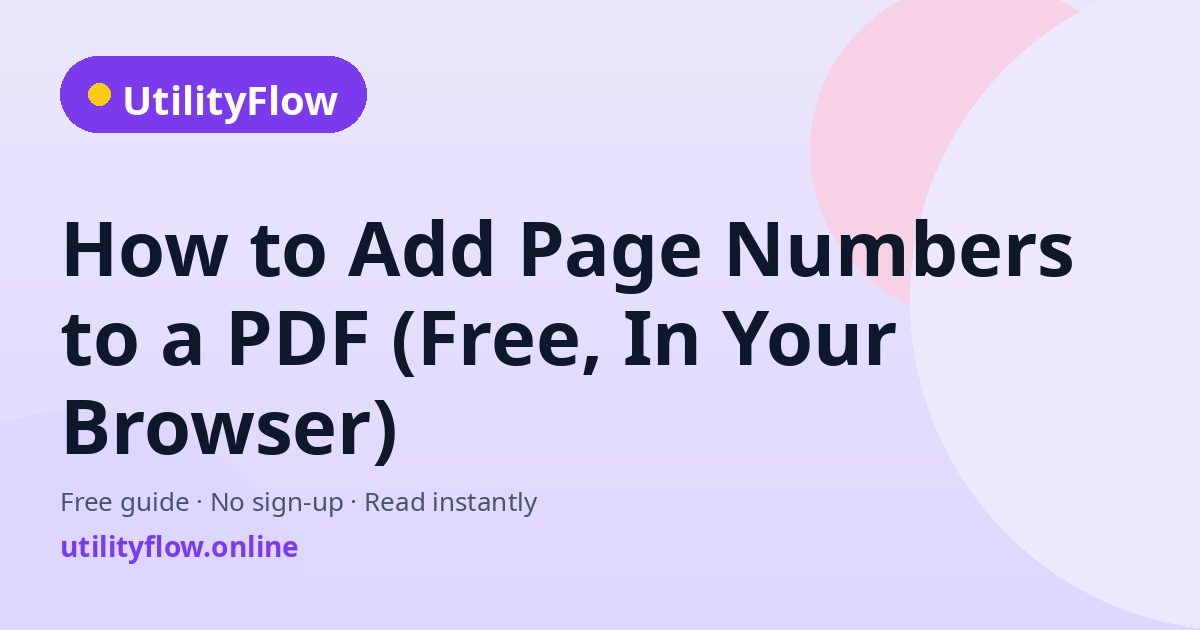 UtilityFlow
How to Add Page Numbers
to a PDF (Free, In Your
Browser)
Free guide · No sign-up · Read instantly
utilityflow.online